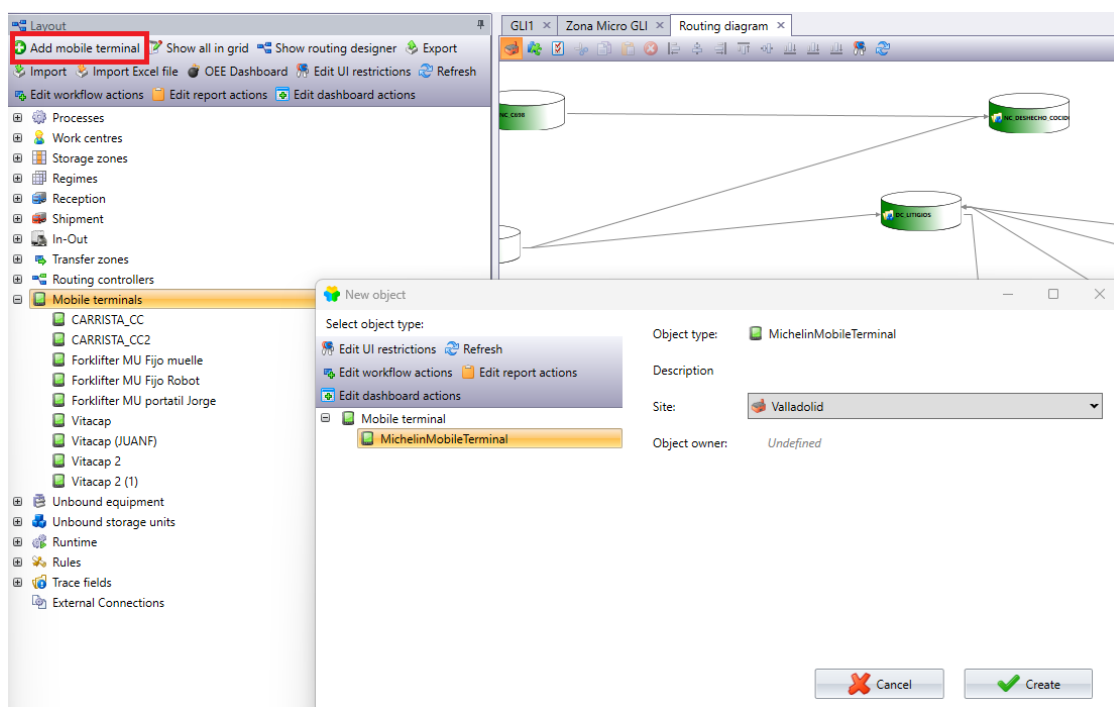 Layout
Add mobile terminal Show all in grid Show routing designer Export
Import Import Excel file OEE Dashboard Edit UI restrictions Refresh
Edit workflow actions Edit report actions Edit dashboard actions
Processes
Work centres
Storage zones
Regimes
Reception
Shipment
In-Out
Transfer zones
Routing controllers
Mobile terminals
CARRISTA_CC
CARRISTA_CC2
Forklifter MU Fijo muelle
Forklifter MU Fijo Robot
Forklifter MU portatil Jorge
Vitacap
Vitacap (JUANF)
Vitacap 2
Vitacap 2 (1)
Unbound equipment
Unbound storage units
Runtime
Rules
Trace fields
External Connections
GLI1 × Zona Micro GLI × Routing diagram ×
NC_DESHECHO_COCIDO
DC_LITIGIOS
New object
Select object type:
Edit UI restrictions Refresh
Edit workflow actions Edit report actions
Edit dashboard actions
Mobile terminal
MichelinMobileTerminal
Object type: MichelinMobileTerminal
Description
Site: Valladolid
Object owner: Undefined
Cancel Create